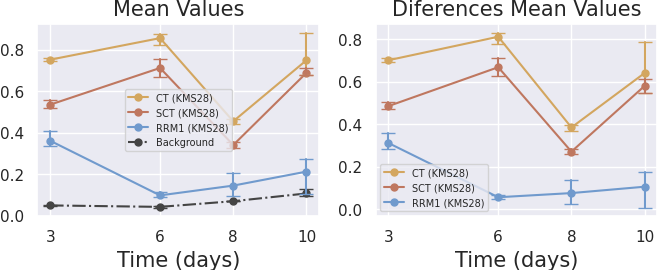 Mean Values
0.8
0.6
0.4
0.2
0.0
CT (KMS28)
SCT (KMS28)
RRM1 (KMS28)
Background
3 6 8 10
Time (days)
Diferences Mean Values
0.8
0.6
0.4
0.2
0.0
CT (KMS28)
SCT (KMS28)
RRM1 (KMS28)
3 6 8 10
Time (days)